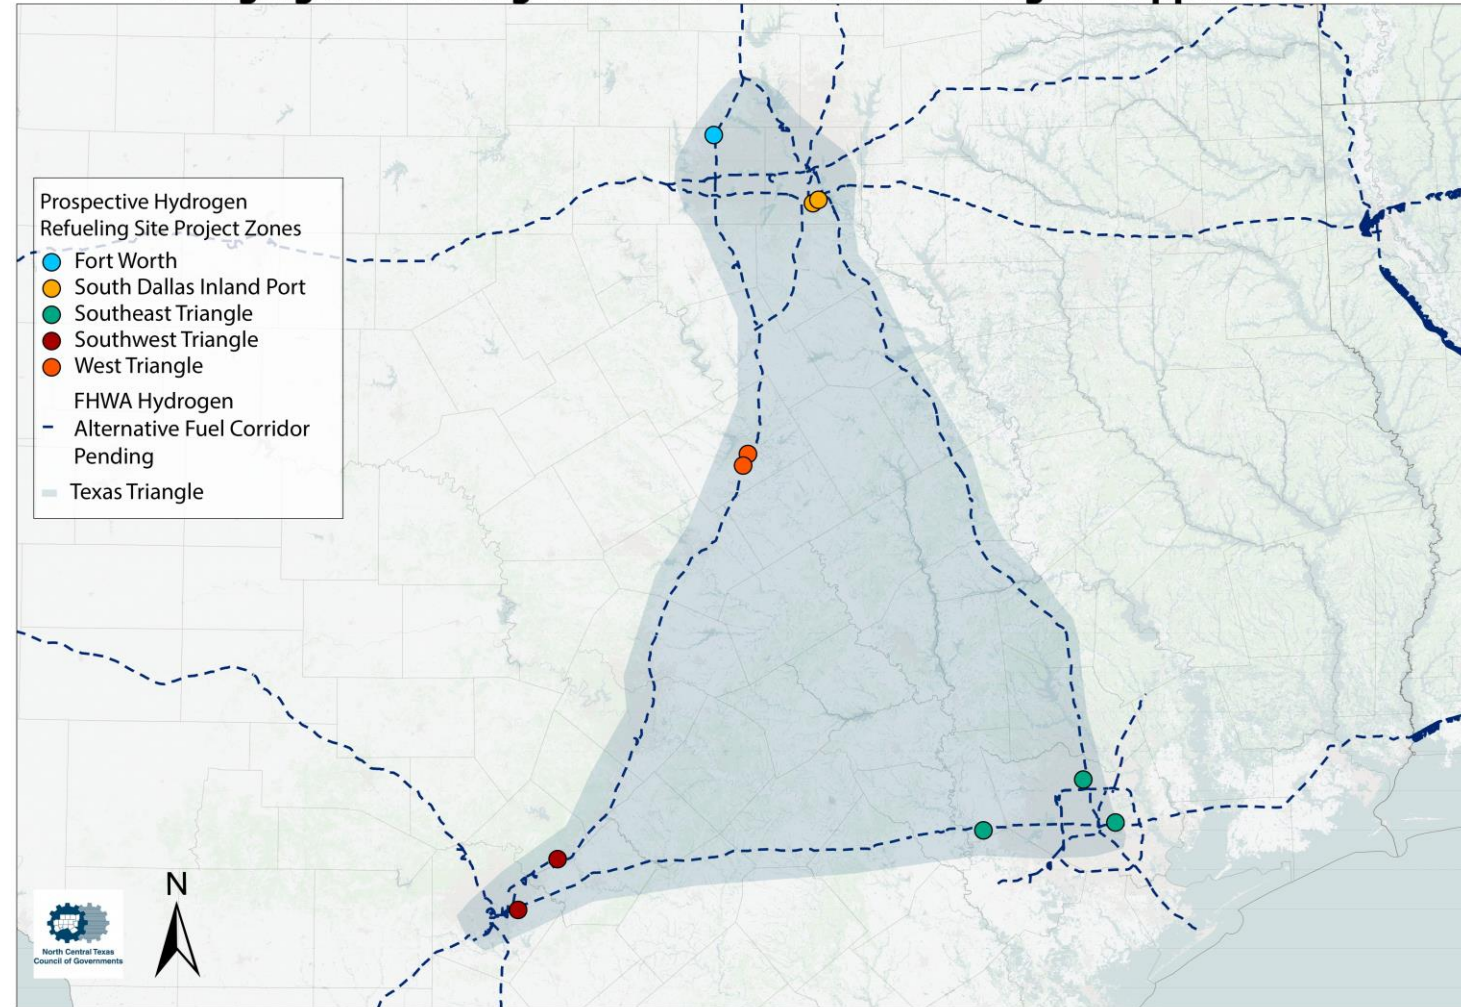 Prospective Hydrogen
Refueling Site Project Zones
Fort Worth
South Dallas Inland Port
Southeast Triangle
Southwest Triangle
West Triangle
FHWA Hydrogen
Alternative Fuel Corridor
Pending
Texas Triangle
N
North Central Texas
Council of Governments